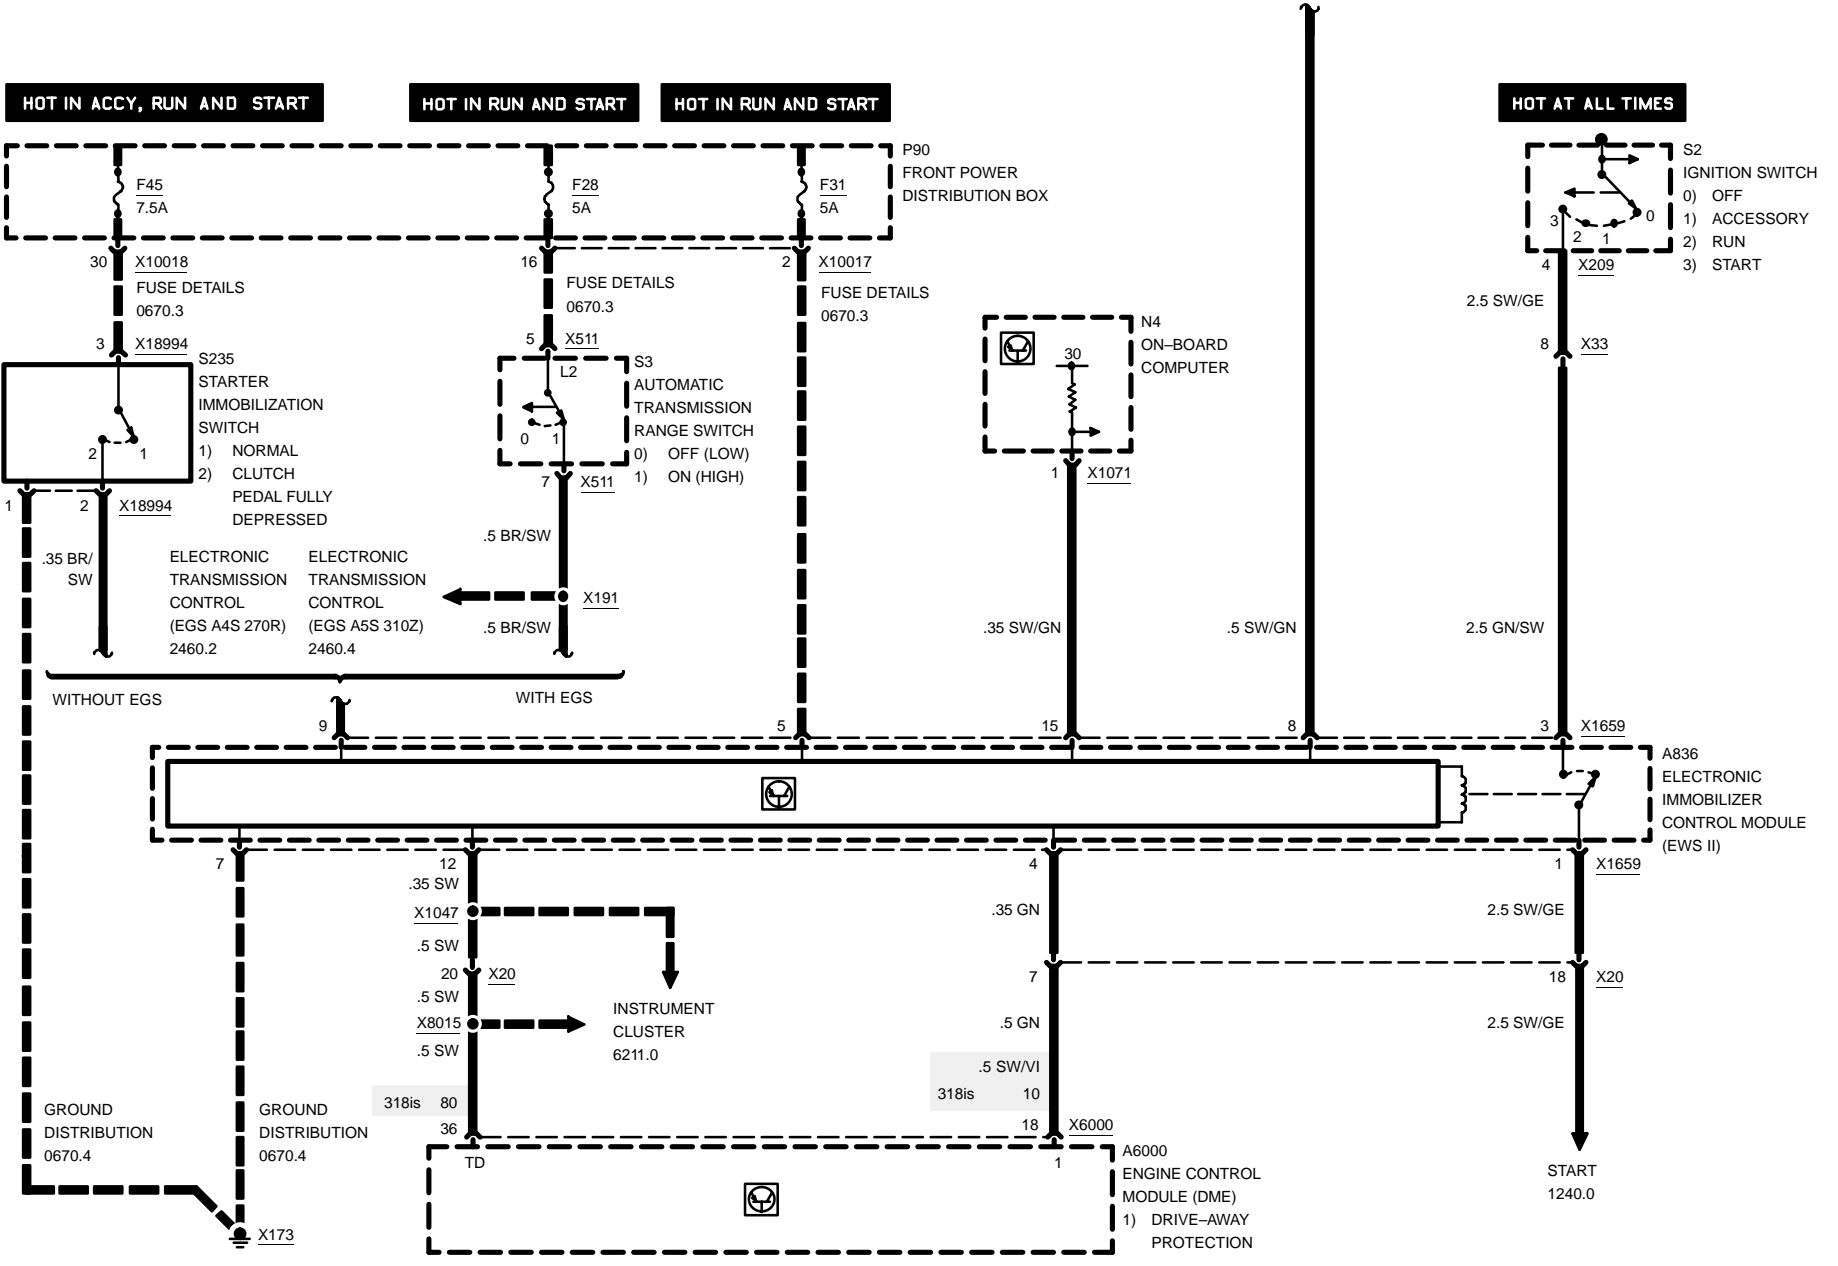 HOT IN ACCY, RUN AND START
HOT IN RUN AND START
HOT IN RUN AND START
HOT AT ALL TIMES
P90
FRONT POWER
DISTRIBUTION BOX
F45
7.5A
F28
5A
F31
5A
S2
IGNITION SWITCH
0) OFF
1) ACCESSORY
2) RUN
3) START
3
2
1
0
30
X10018
FUSE DETAILS
0670.3
16
FUSE DETAILS
0670.3
2
X10017
FUSE DETAILS
0670.3
4
X209
2.5 SW/GE
8
X33
3
X18994
S235
STARTER
IMMOBILIZATION
SWITCH
1) NORMAL
2) CLUTCH
PEDAL FULLY
DEPRESSED
2
1
5
X511
L2
0
1
S3
AUTOMATIC
TRANSMISSION
RANGE SWITCH
0) OFF (LOW)
1) ON (HIGH)
N4
ON–BOARD
COMPUTER
30
1
2
X18994
7
X511
1
X1071
.35 BR/
SW
ELECTRONIC
TRANSMISSION
CONTROL
(EGS A4S 270R)
2460.2
ELECTRONIC
TRANSMISSION
CONTROL
(EGS A5S 310Z)
2460.4
.5 BR/SW
X191
.5 BR/SW
.35 SW/GN
.5 SW/GN
2.5 GN/SW
WITHOUT EGS
WITH EGS
9
5
15
8
3
X1659
A836
ELECTRONIC
IMMOBILIZER
CONTROL MODULE
(EWS II)
7
12
4
1
X1659
.35 SW
X1047
.5 SW
20
X20
.5 SW
X8015
.5 SW
INSTRUMENT
CLUSTER
6211.0
.35 GN
2.5 SW/GE
7
18
X20
.5 GN
2.5 SW/GE
.5 SW/VI
318is 10
318is 80
36
18
X6000
GROUND
DISTRIBUTION
0670.4
GROUND
DISTRIBUTION
0670.4
TD
1
A6000
ENGINE CONTROL
MODULE (DME)
1) DRIVE–AWAY
PROTECTION
START
1240.0
X173